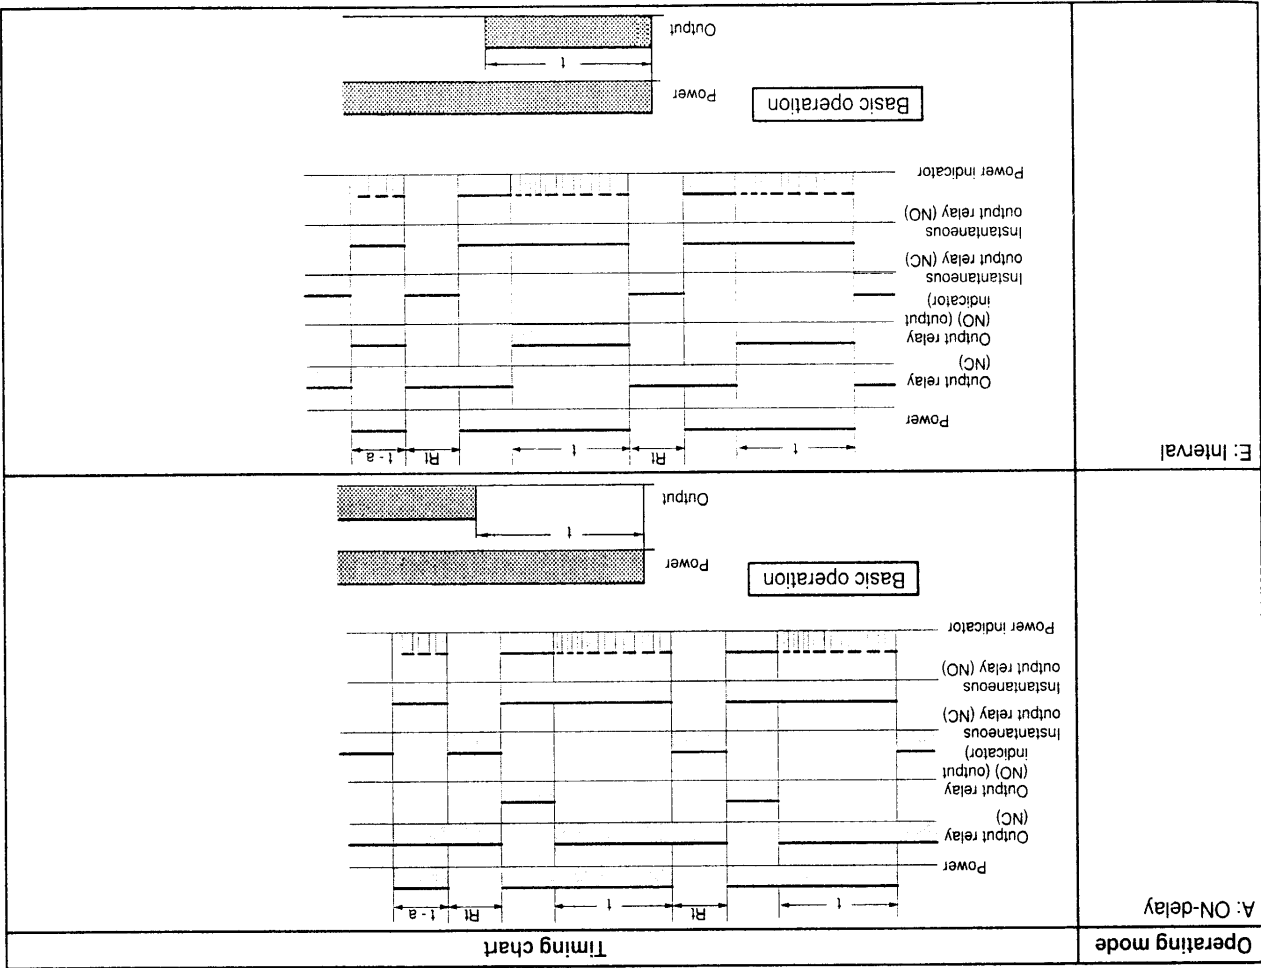 Operating mode
Timing chart
A: ON-delay
t
Rt
t
Rt
t - a
Power
Output relay
(NC)
Output relay
(NO) (output
indicator)
Instantaneous
output relay (NC)
Instantaneous
output relay (NO)
Power indicator
Basic operation
Power
t
Output
E: Interval
t
Rt
t
Rt
t - a
Power
Output relay
(NC)
Output relay
(NO) (output
indicator)
Instantaneous
output relay (NC)
Instantaneous
output relay (NO)
Power indicator
Basic operation
Power
t
Output